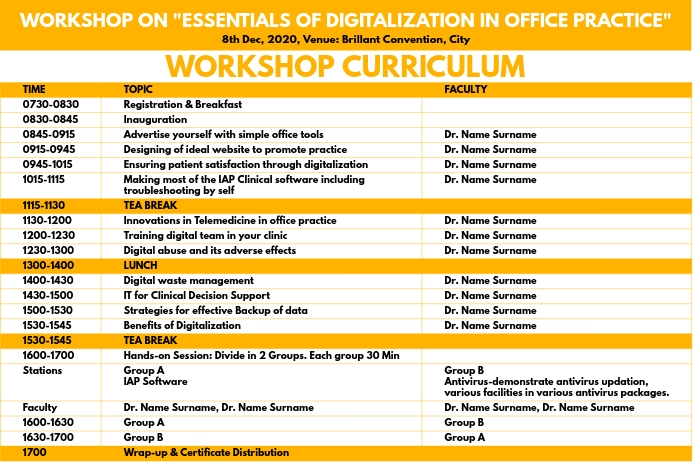 WORKSHOP ON "ESSENTIALS OF DIGITALIZATION IN OFFICE PRACTICE"
8th Dec, 2020, Venue: Brillant Convention, City
WORKSHOP CURRICULUM
TIME TOPIC FACULTY
0730-0830 Registration & Breakfast
0830-0845 Inauguration
0845-0915 Advertise yourself with simple office tools Dr. Name Surname
0915-0945 Designing of ideal website to promote practice Dr. Name Surname
0945-1015 Ensuring patient satisfaction through digitalization Dr. Name Surname
1015-1115 Making most of the IAP Clinical software including Dr. Name Surname
troubleshooting by self
1115-1130 TEA BREAK
1130-1200 Innovations in Telemedicine in office practice Dr. Name Surname
1200-1230 Training digital team in your clinic Dr. Name Surname
1230-1300 Digital abuse and its adverse effects Dr. Name Surname
1300-1400 LUNCH
1400-1430 Digital waste management Dr. Name Surname
1430-1500 IT for Clinical Decision Support Dr. Name Surname
1500-1530 Strategies for effective Backup of data Dr. Name Surname
1530-1545 Benefits of Digitalization Dr. Name Surname
1530-1545 TEA BREAK
1600-1700 Hands-on Session: Divide in 2 Groups. Each group 30 Min
Stations Group A Group B
IAP Software Antivirus-demonstrate antivirus updation,
various facilities in various antivirus packages.
Faculty Dr. Name Surname, Dr. Name Surname Dr. Name Surname, Dr. Name Surname
1600-1630 Group A Group B
1630-1700 Group B Group A
1700 Wrap-up & Certificate Distribution